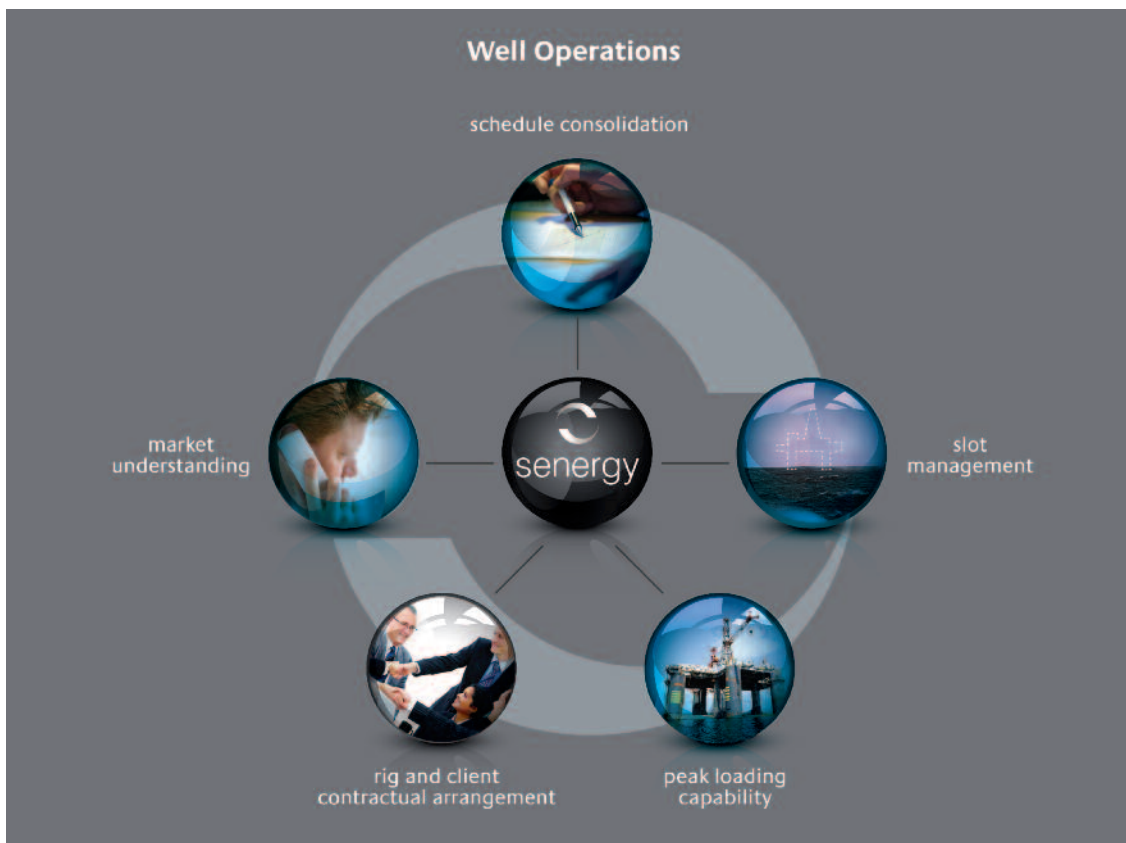 Well Operations
schedule consolidation
market
understanding
senergy
slot
management
rig and client
contractual arrangement
peak loading
capability